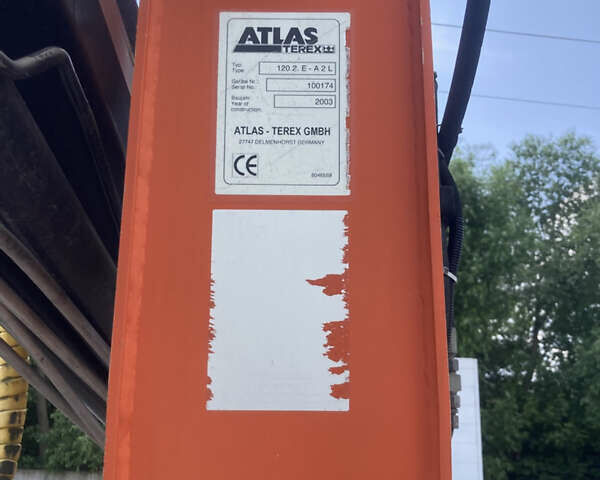 ATLAS
TEREX
Typ:
Type
120.2. E - A 2 L
Geräte Nr.:
Serial No.:
100174
Baujahr:
Year of
construction:
2003
ATLAS - TEREX GMBH
27747 DELMENHORST GERMANY
CE